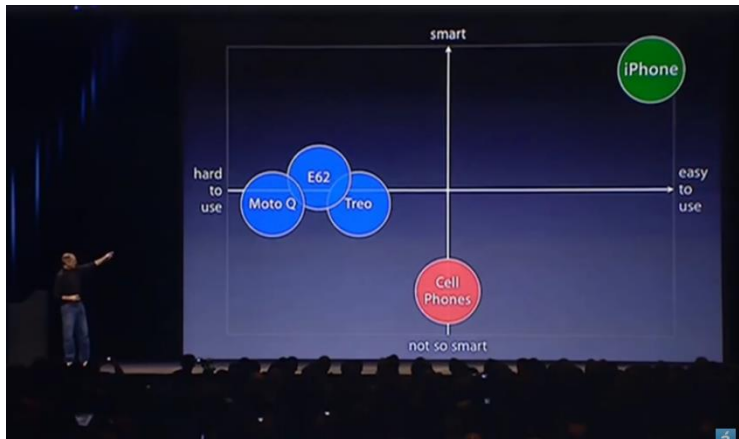 smart
iPhone
hard
to
use
E62
Moto Q
Treo
easy
to
use
Cell
Phones
not so smart